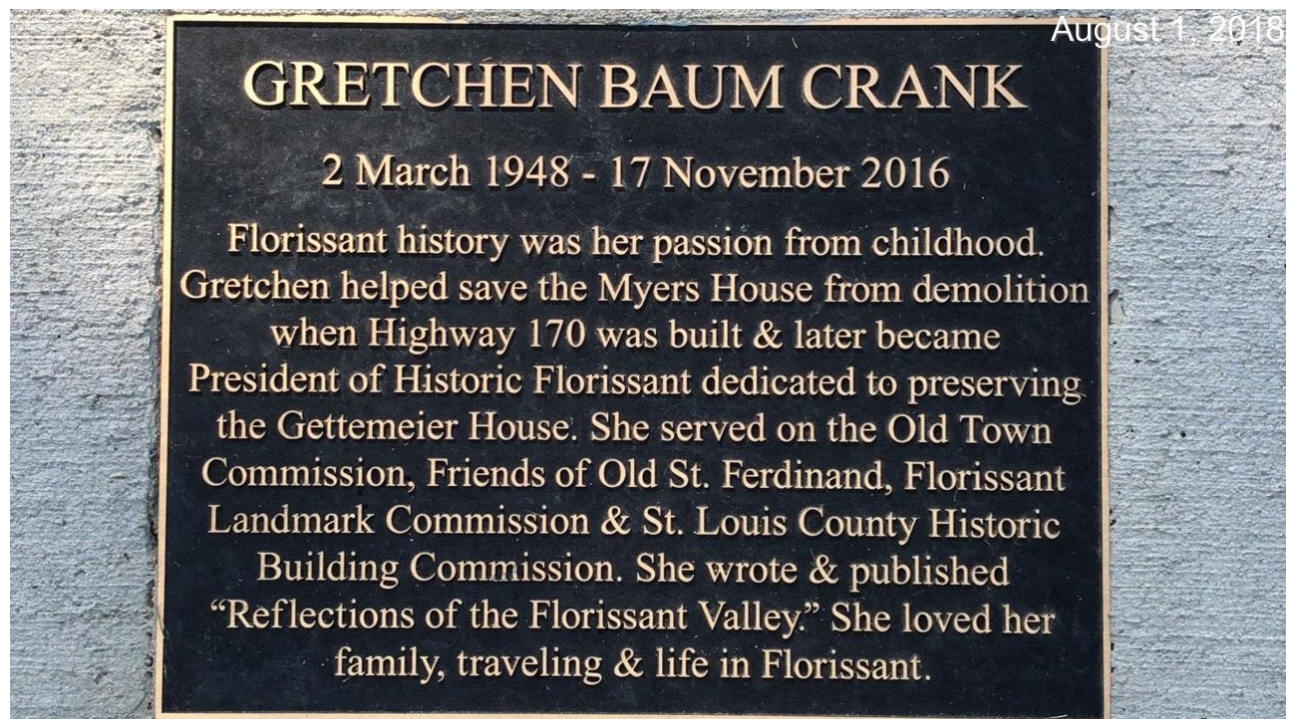 August 1, 2018
GRETCHEN BAUM CRANK
2 March 1948 - 17 November 2016
Florissant history was her passion from childhood.
Gretchen helped save the Myers House from demolition
when Highway 170 was built & later became
President of Historic Florissant dedicated to preserving
the Gettemeier House. She served on the Old Town
Commission, Friends of Old St. Ferdinand, Florissant
Landmark Commission & St. Louis County Historic
Building Commission. She wrote & published
“Reflections of the Florissant Valley.” She loved her
family, traveling & life in Florissant.